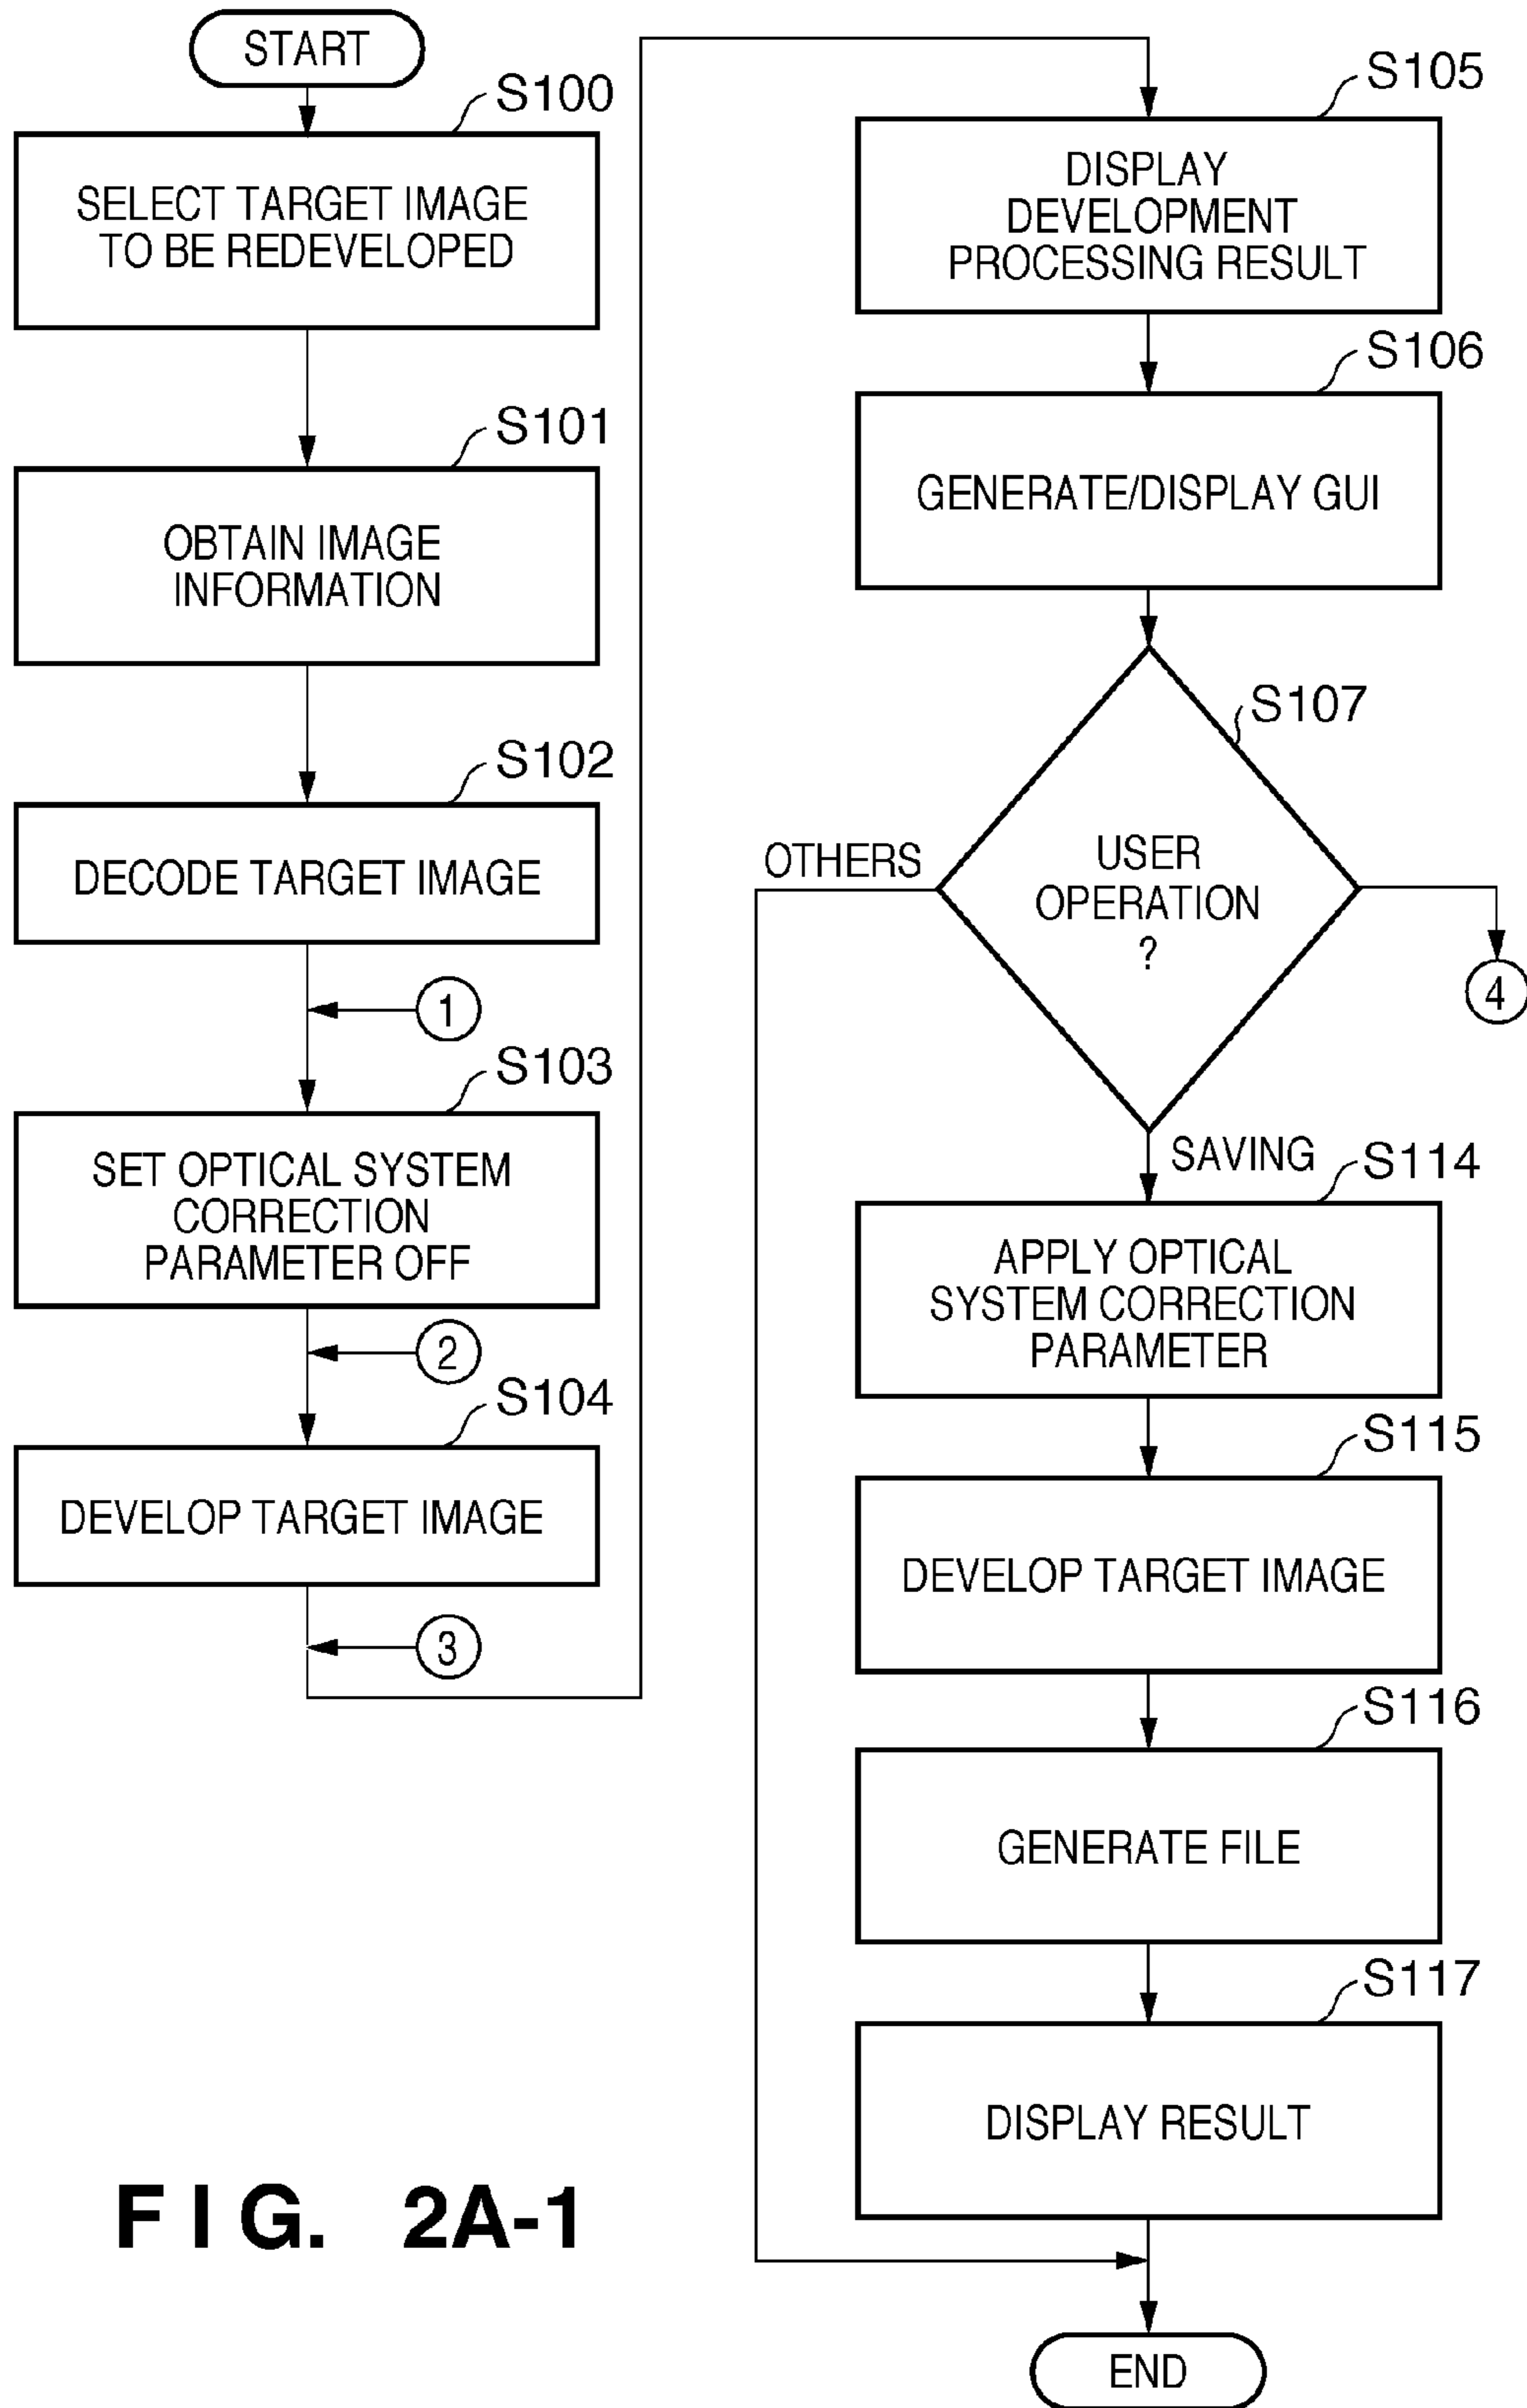 START
S100
SELECT TARGET IMAGE
TO BE REDEVELOPED
S101
OBTAIN IMAGE
INFORMATION
S102
DECODE TARGET IMAGE
1
S103
SET OPTICAL SYSTEM
CORRECTION
PARAMETER OFF
2
S104
DEVELOP TARGET IMAGE
3
S105
DISPLAY
DEVELOPMENT
PROCESSING RESULT
S106
GENERATE/DISPLAY GUI
S107
USER
OPERATION
?
OTHERS
4
SAVING
S114
APPLY OPTICAL
SYSTEM CORRECTION
PARAMETER
S115
DEVELOP TARGET IMAGE
S116
GENERATE FILE
S117
DISPLAY RESULT
END
FIG. 2A-1